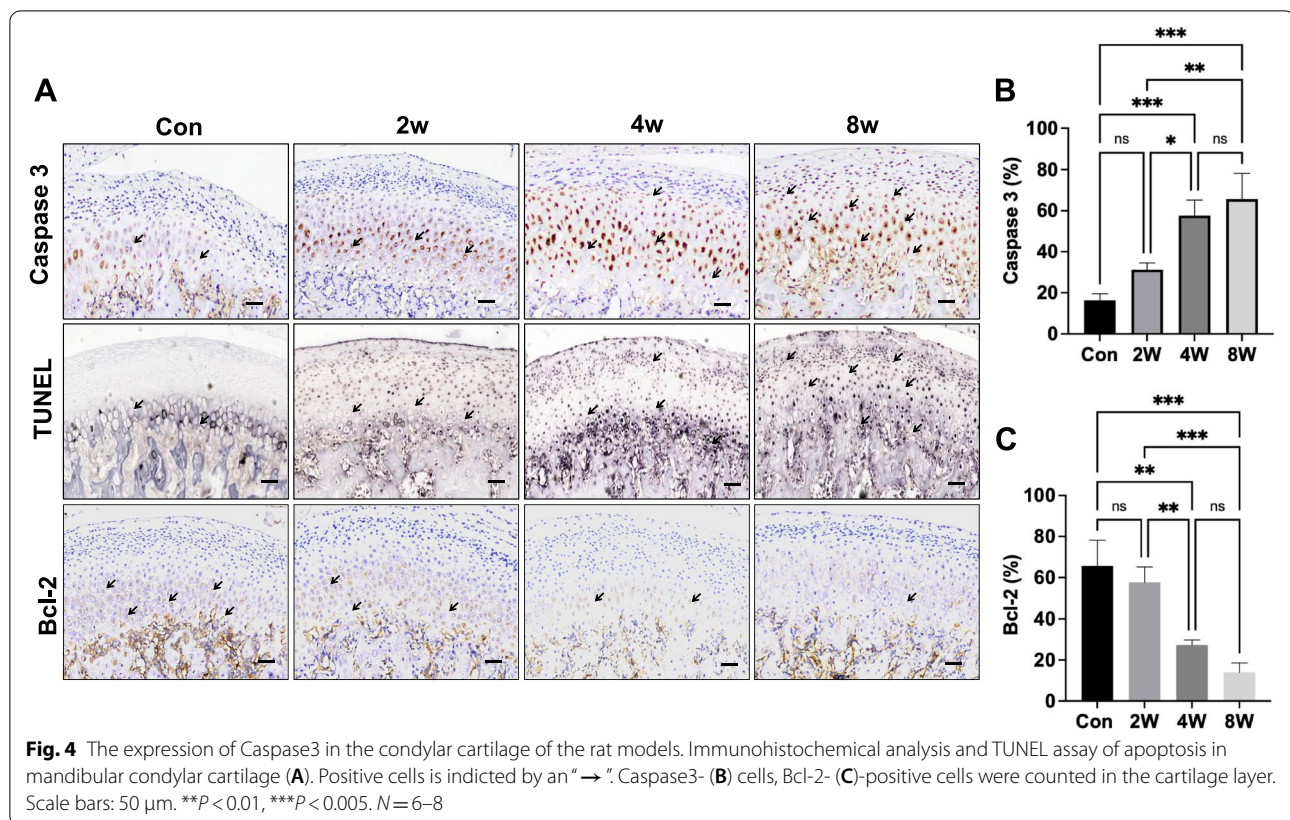 A
Con 2w 4w 8w
Caspase 3
TUNEL
Bcl-2
B
***
**
***
ns * ns
Caspase 3 (%)
100
80
60
40
20
0
Con 2W 4W 8W
C
***
***
**
ns ** ns
Bcl-2 (%)
100
80
60
40
20
0
Con 2W 4W 8W
Fig. 4 The expression of Caspase3 in the condylar cartilage of the rat models. Immunohistochemical analysis and TUNEL assay of apoptosis in
mandibular condylar cartilage (A). Positive cells is indicted by an “ → ”. Caspase3- (B) cells, Bcl-2- (C)-positive cells were counted in the cartilage layer.
Scale bars: 50 μm. **P < 0.01, ***P < 0.005. N = 6–8